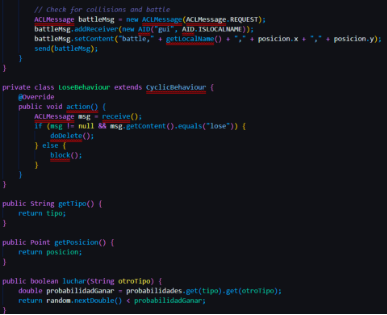 // Check for collisions and battle
ACLMessage battleMsg = new ACLMessage(ACLMessage.REQUEST);
battleMsg.addReceiver(new AID("gui", AID.ISLOCALNAME));
battleMsg.setContent("battle," + getLocalName() + "," + posicion.x + "," + posicion.y);
send(battleMsg);
}
}
private class LoseBehaviour extends CyclicBehaviour {
@Override
public void action() {
ACLMessage msg = receive();
if (msg != null && msg.getContent().equals("lose")) {
doDelete();
} else {
block();
}
}
}
public String getTipo() {
return tipo;
}
public Point getPosicion() {
return posicion;
}
public boolean luchar(String otroTipo) {
double probabilidadGanar = probabilidades.get(tipo).get(otroTipo);
return random.nextDouble() < probabilidadGanar;
}